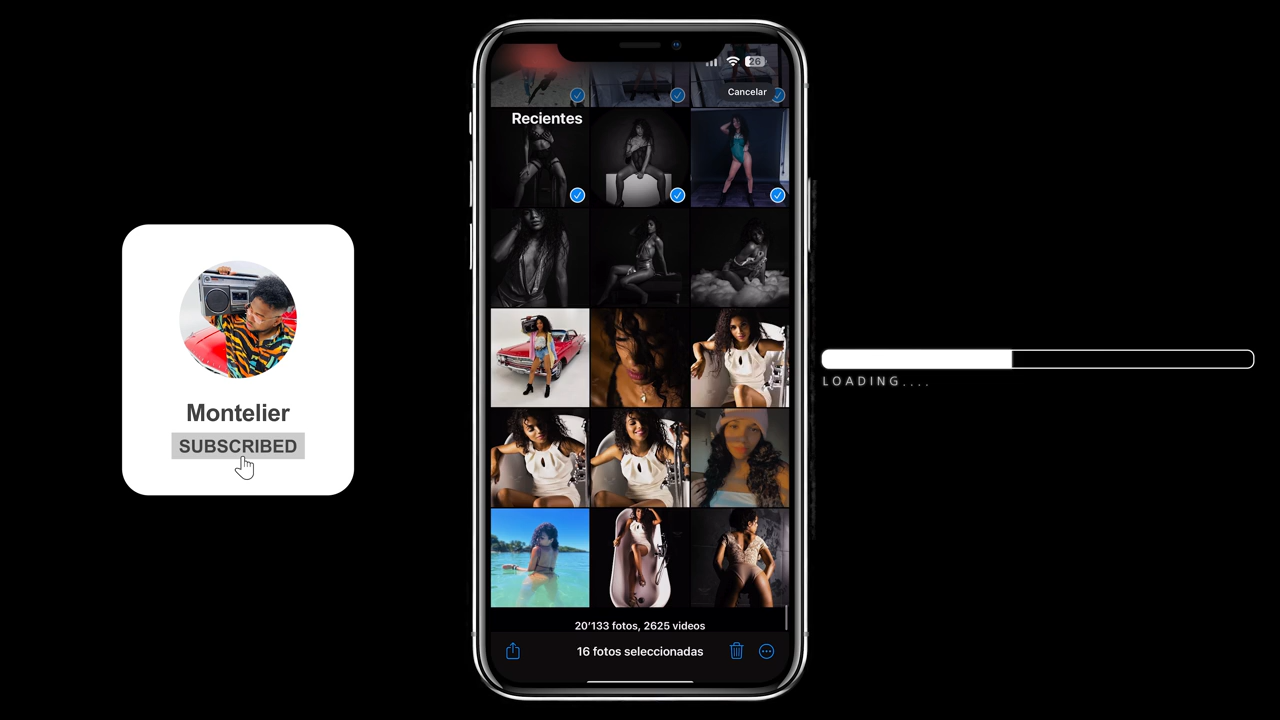 26
Cancelar
Recientes
Montelier
SUBSCRIBED
LOADING....
20’133 fotos, 2625 videos
16 fotos seleccionadas